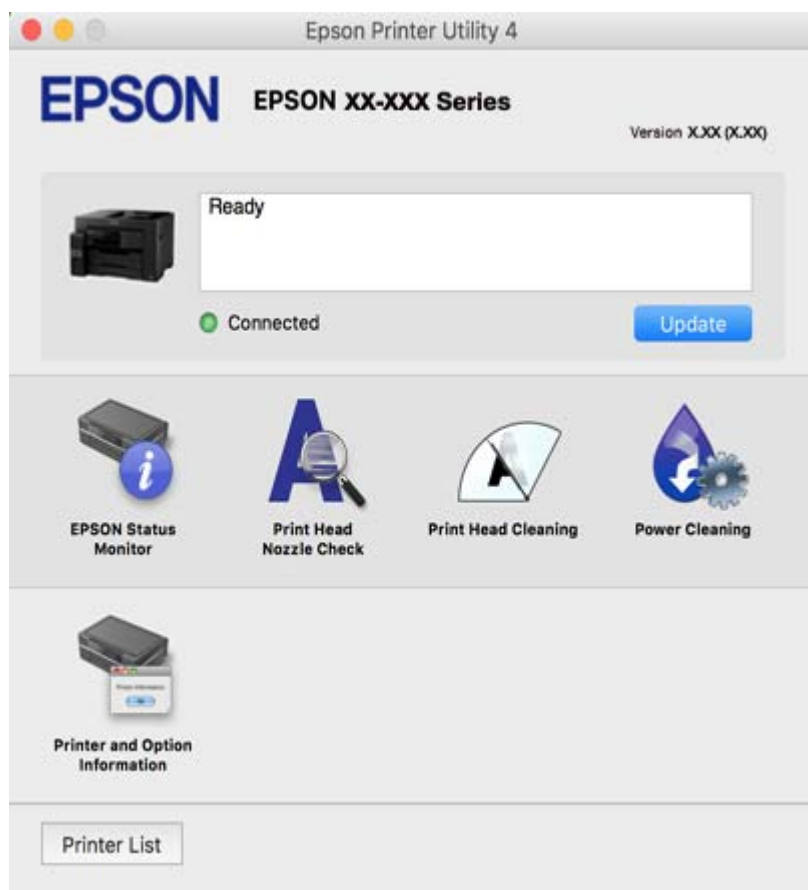 Epson Printer Utility 4
EPSON
EPSON XX-XXX Series
Version X.XX (X.XX)
Ready
Connected
Update
EPSON Status
Monitor
Print Head
Nozzle Check
Print Head Cleaning
Power Cleaning
Printer and Option
Information
Printer List